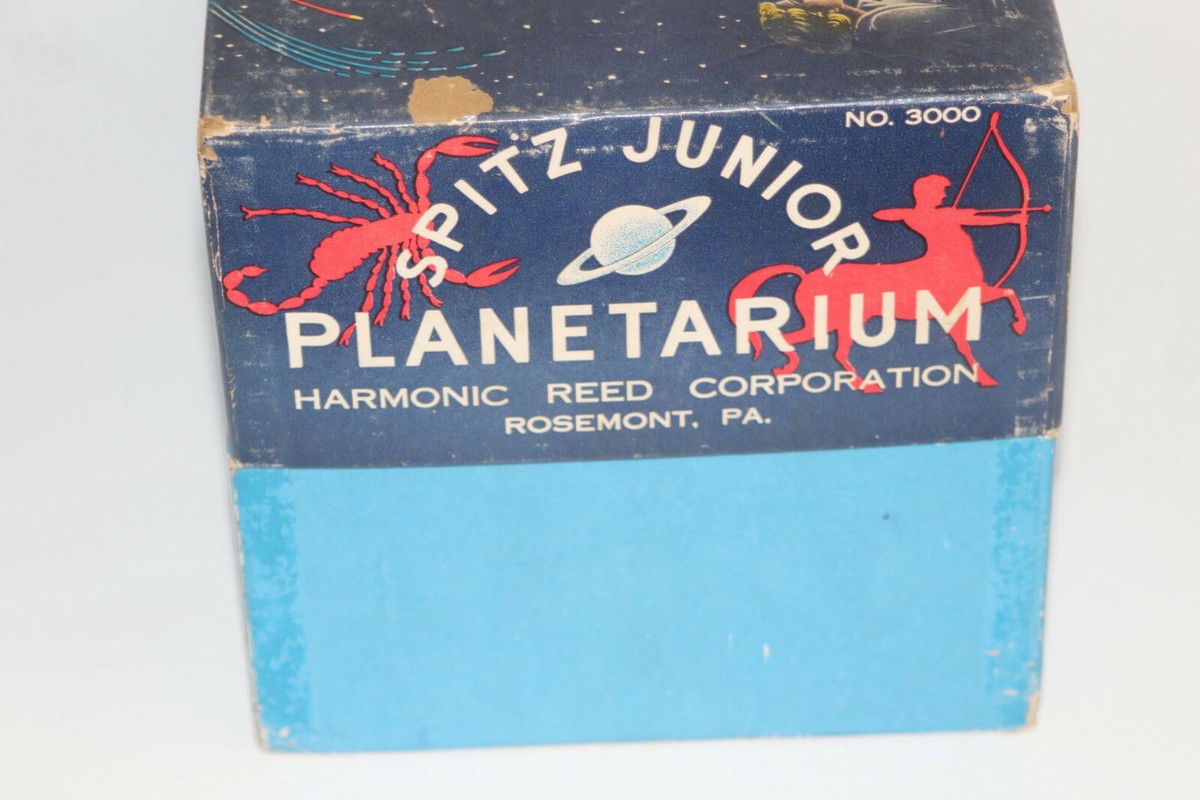 NO. 3000
SPITZ JUNIOR
PLANETARIUM
HARMONIC REED CORPORATION
ROSEMONT, PA.